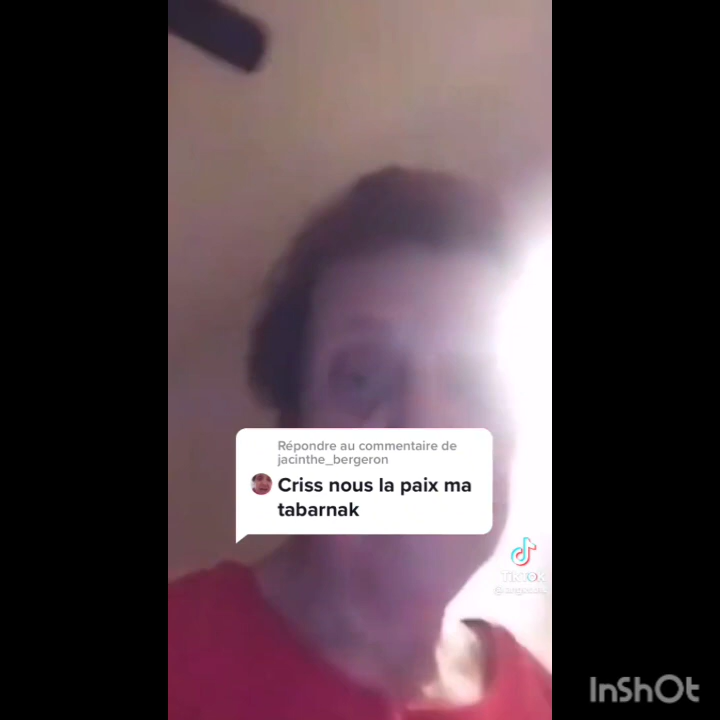 Répondre au commentaire de
jacinthe_bergeron
Criss nous la paix ma
tabarnak
TikTok
InShOt